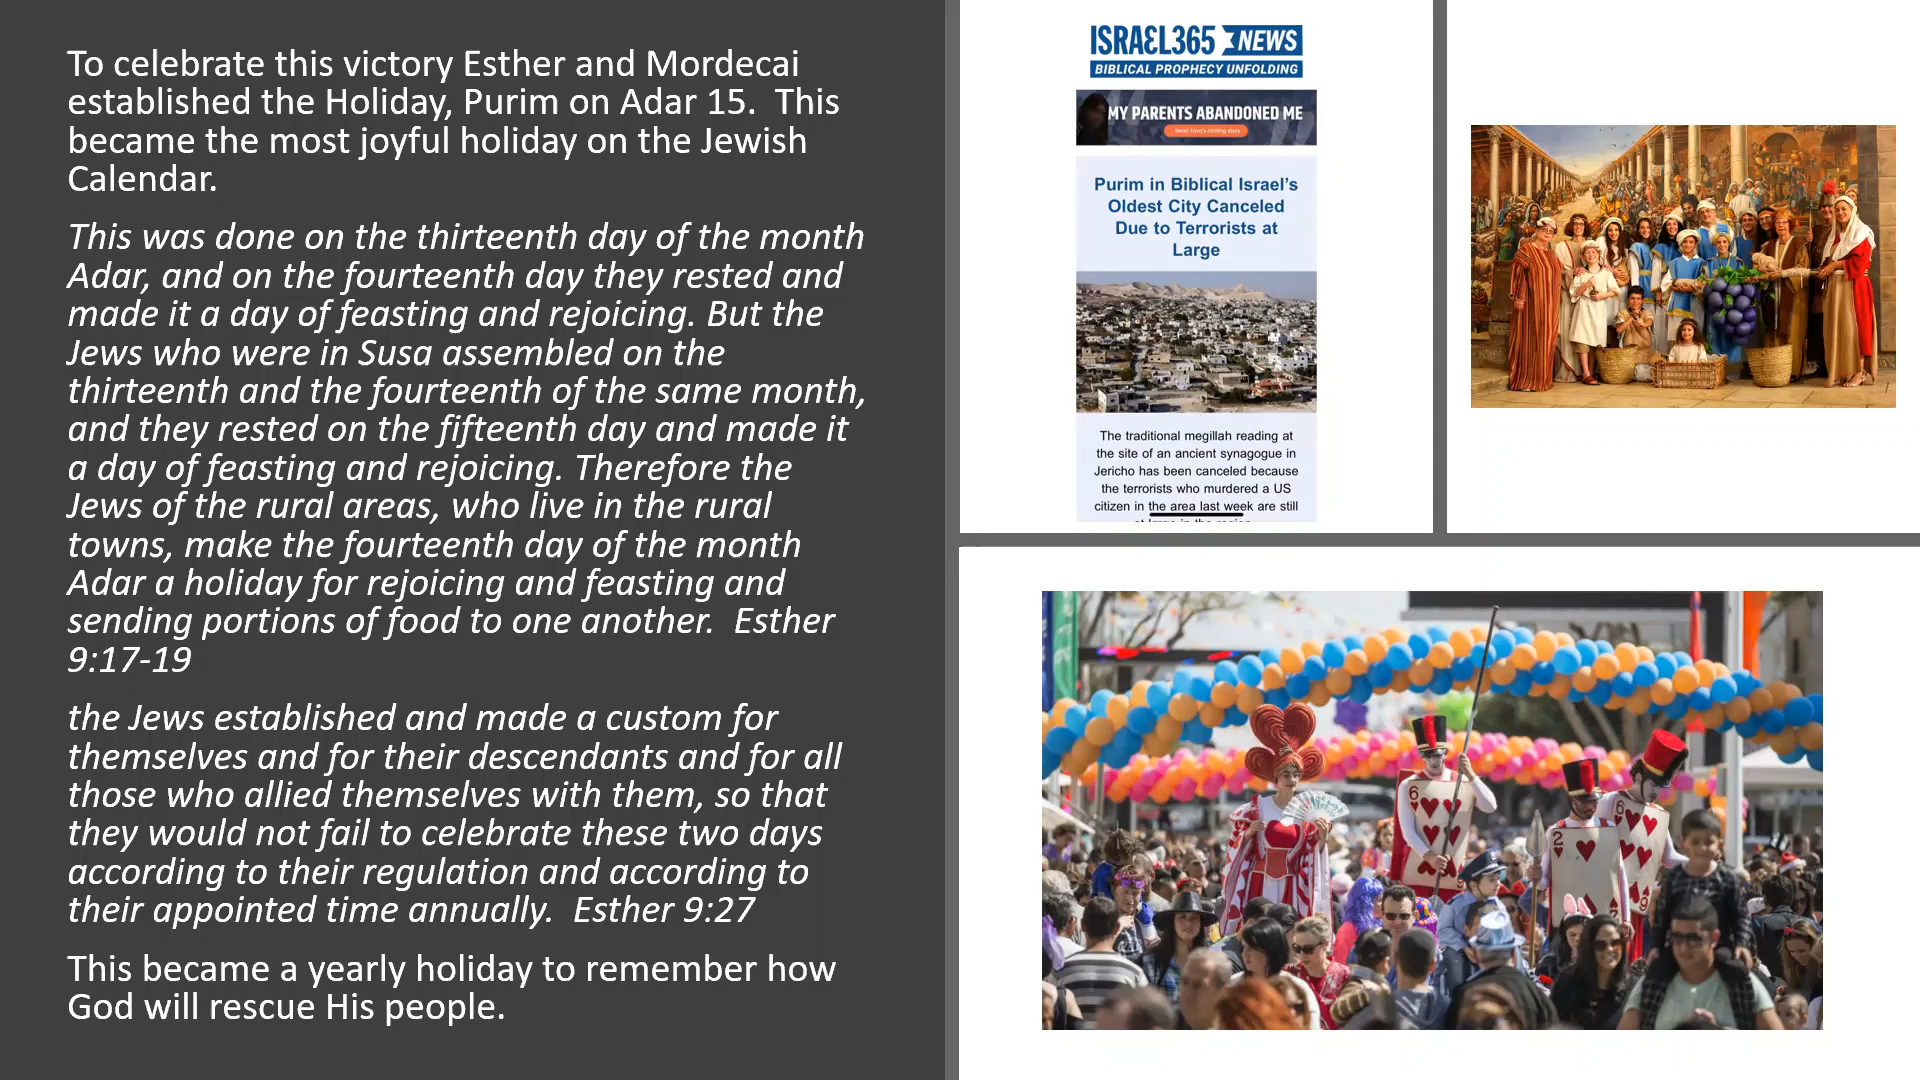 To celebrate this victory Esther and Mordecai
established the Holiday, Purim on Adar 15.  This
became the most joyful holiday on the Jewish
Calendar.
This was done on the thirteenth day of the month
Adar, and on the fourteenth day they rested and
made it a day of feasting and rejoicing. But the
Jews who were in Susa assembled on the
thirteenth and the fourteenth of the same month,
and they rested on the fifteenth day and made it
a day of feasting and rejoicing. Therefore the
Jews of the rural areas, who live in the rural
towns, make the fourteenth day of the month
Adar a holiday for rejoicing and feasting and
sending portions of food to one another.  Esther
9:17-19
the Jews established and made a custom for
themselves and for their descendants and for all
those who allied themselves with them, so that
they would not fail to celebrate these two days
according to their regulation and according to
their appointed time annually.  Esther 9:27
This became a yearly holiday to remember how
God will rescue His people.
ISRAEL365 NEWS
BIBLICAL PROPHECY UNFOLDING
MY PARENTS ABANDONED ME
Purim in Biblical Israel's
Oldest City Canceled
Due to Terrorists at
Large
The traditional megillah reading at
the site of an ancient synagogue in
Jericho has been canceled because
the terrorists who murdered a US
citizen in the area last week are still
6
2
6
2
9